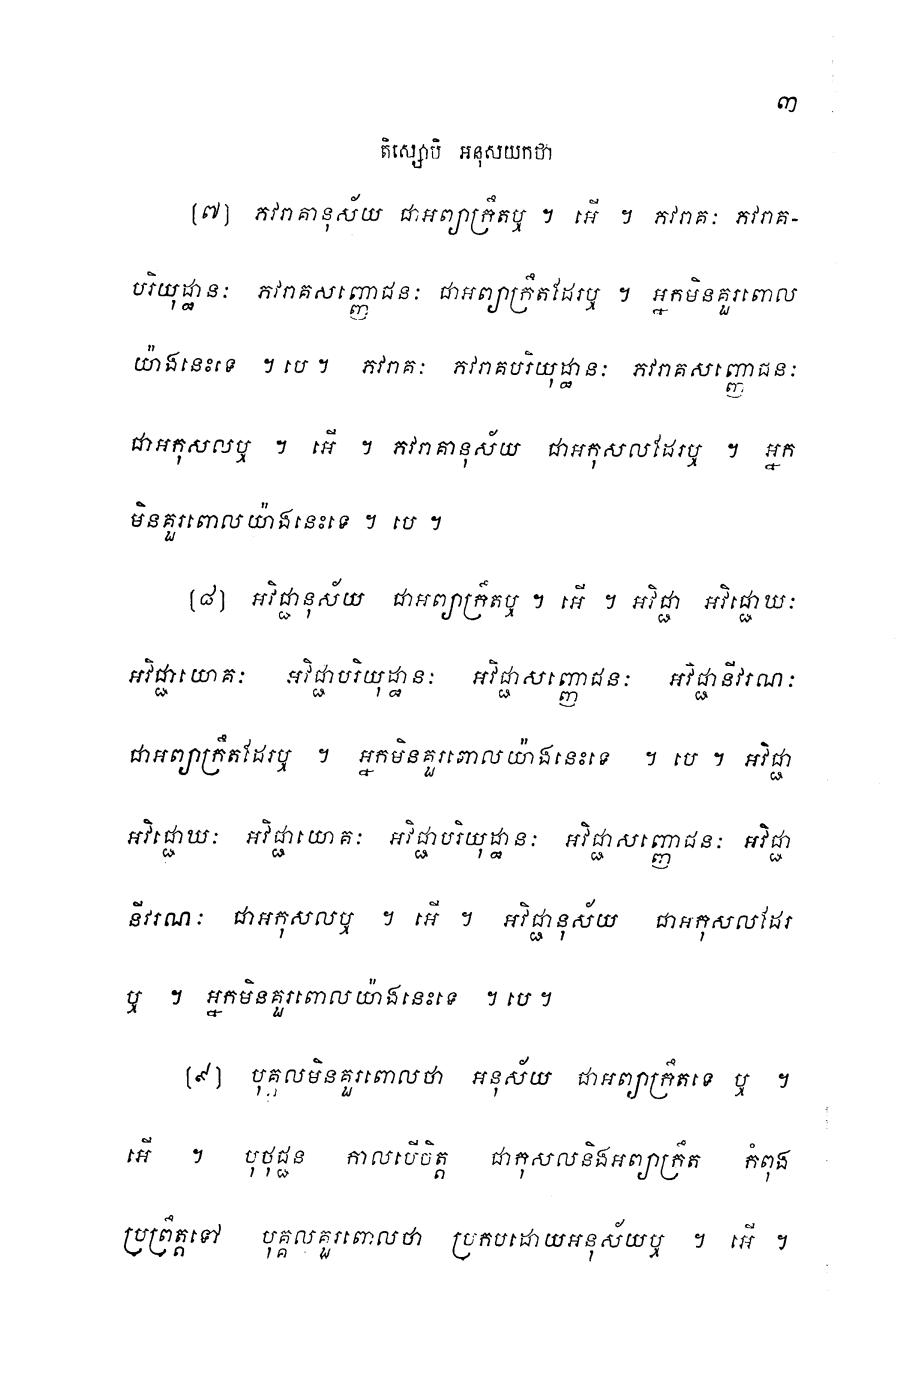 ៣
តិស្សោបិ អនុសយកថា
(៧) ភវរាគានុស័យ ជាអព្យាក្រឹតឬ ។ អើ ។ ភវរាគៈ ភវរាគ-
បរិយុដ្ឋានៈ ភវរាគសញ្ញោជនៈ ជាអព្យាក្រឹតដែរឬ ។ អ្នកមិនគួរពោល
យ៉ាងនេះទេ ។ បេ ។ ភវរាគៈ ភវរាគបរិយុដ្ឋានៈ ភវរាគសញ្ញោជនៈ
ជាអកុសលឬ ។ អើ ។ ភវរាគានុស័យ ជាអកុសលដែរឬ ។ អ្នក
មិនគួរពោលយ៉ាងនេះទេ ។ បេ ។
(៨) អវិជ្ជានុស័យ ជាអព្យាក្រឹតឬ ។ អើ ។ អវិជ្ជា អវិជ្ជោឃៈ
អវិជ្ជាយោគៈ អវិជ្ជាបរិយុដ្ឋានៈ អវិជ្ជាសញ្ញោជនៈ អវិជ្ជានីវរណៈ
ជាអព្យាក្រឹតដែរឬ ។ អ្នកមិនគួរពោលយ៉ាងនេះទេ ។ បេ ។ អវិជ្ជា
អវិជ្ជោឃៈ អវិជ្ជាយោគៈ អវិជ្ជាបរិយុដ្ឋានៈ អវិជ្ជាសញ្ញោជនៈ អវិជ្ជា
នីវរណៈ ជាអកុសលឬ ។ អើ ។ អវិជ្ជានុស័យ ជាអកុសលដែរ
ឬ ។ អ្នកមិនគួរពោលយ៉ាងនេះទេ ។ បេ ។
(៩) បុគ្គលមិនគួរពោលថា អនុស័យ ជាអព្យាក្រឹតទេ ឬ ។
អើ ។ បុថុជ្ជន កាលបើចិត្ត ជាកុសលនិងអព្យាក្រឹត កំពុង
ប្រព្រឹត្តទៅ បុគ្គលគួរពោលថា ប្រកបដោយអនុស័យឬ ។ អើ ។